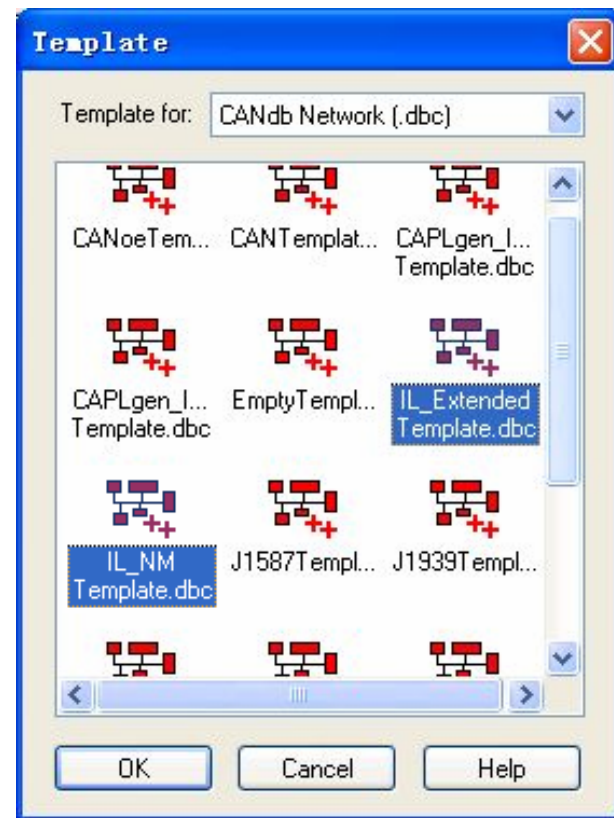 Template
Template for: CANdb Network (.dbc)
CANoeTem... CANTemplat... CAPLgen_I...
Template.dbc
CAPLgen_I... EmptyTempl... IL_Extended
Template.dbc Template.dbc
IL_NM J1587Templ... J1939Templ...
Template.dbc
OK Cancel Help